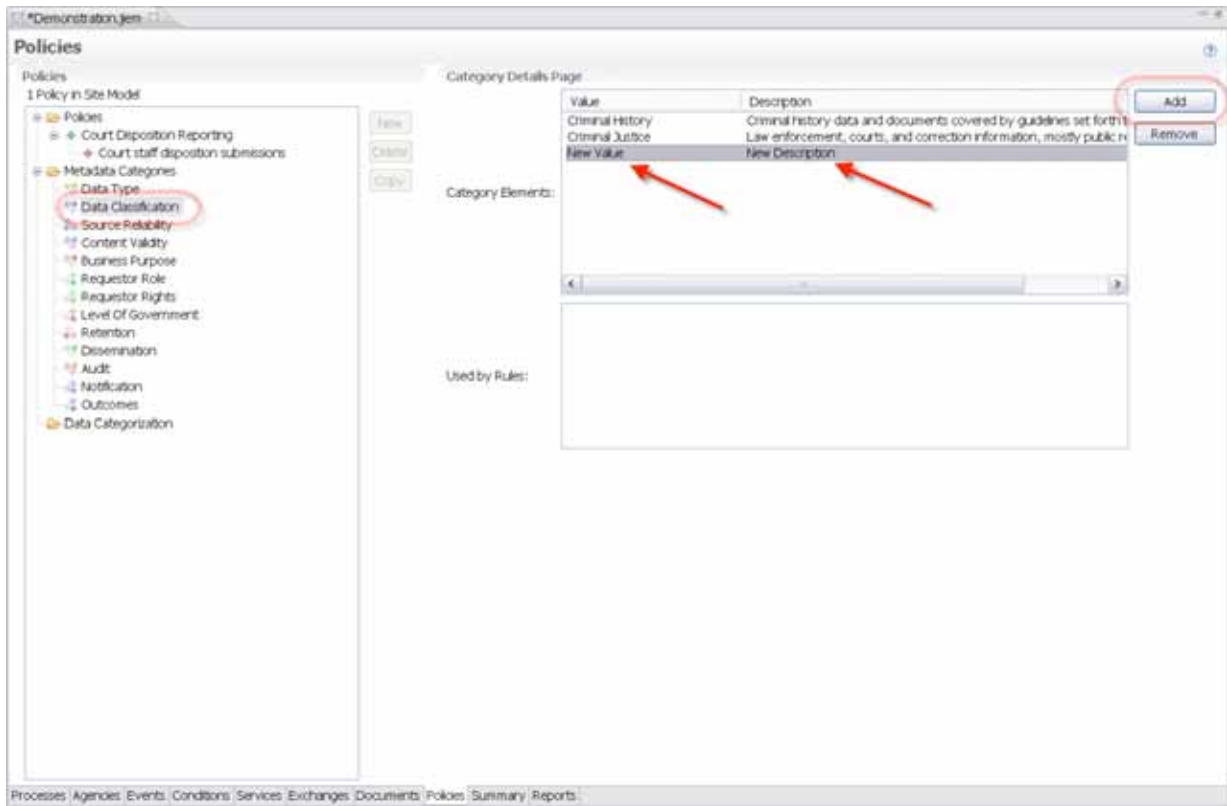 *Demonstration.jiem
Policies
Policies
1 Policy in Site Model
Policies
Court Disposition Reporting
Court staff disposition submissions
Metadata Categories
Data Type
Data Classification
Source Reliability
Content Validity
Business Purpose
Requestor Role
Requestor Rights
Level Of Government
Retention
Dissemination
Audit
Notification
Outcomes
Data Categorization
New
Delete
Copy
Category Details Page
Category Elements:
Value Description
Criminal History Criminal history data and documents covered by guidelines set forth t
Criminal Justice Law enforcement, courts, and correction information, mostly public re
New Value New Description
Add
Remove
Used by Rules:
Processes Agencies Events Conditions Services Exchanges Documents Policies Summary Reports